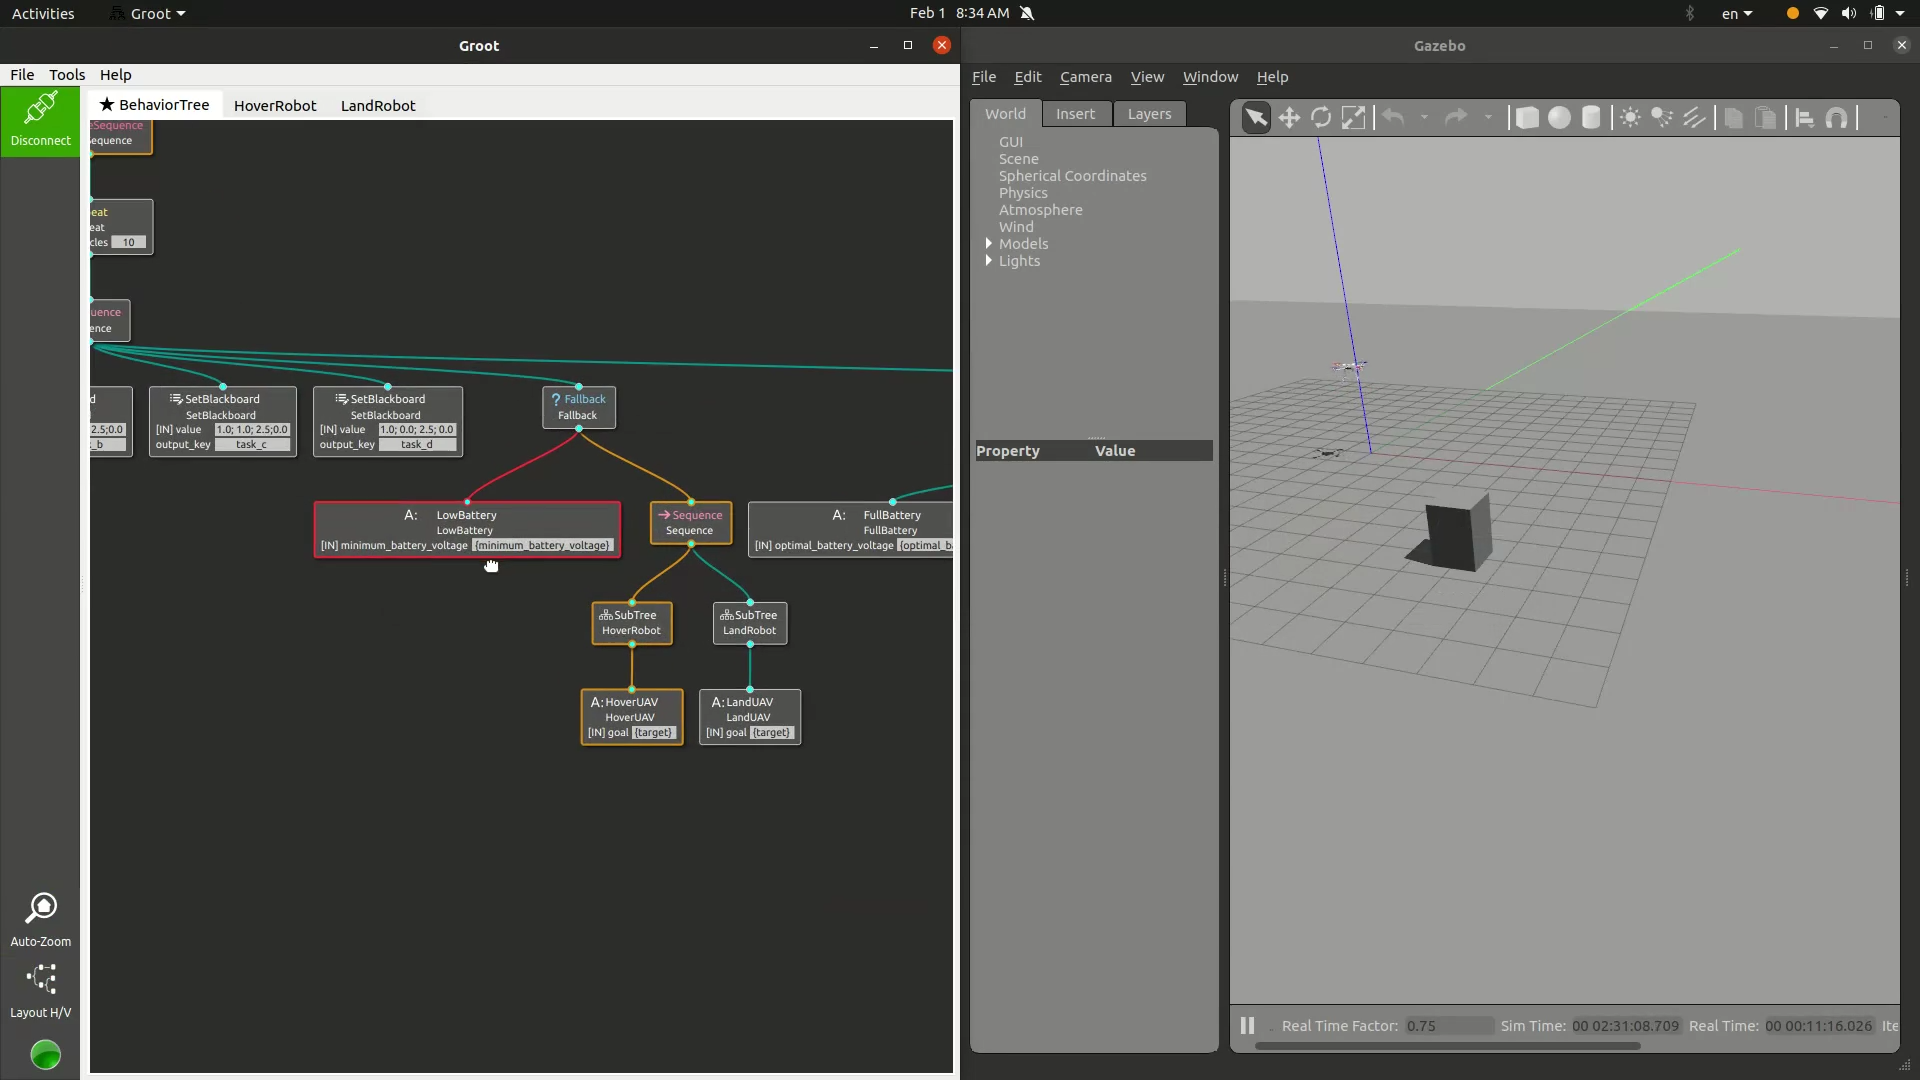 Activities
Groot
Feb 1 8:34 AM
en
Groot
File Tools Help
BehaviorTree HoverRobot LandRobot
Disconnect
eSequence
equence
eat
eat
cles 10
uence
ence
d
2.5;0.0
k_b
SetBlackboard
SetBlackboard
[IN] value 1.0; 1.0; 2.5;0.0
output_key task_c
SetBlackboard
SetBlackboard
[IN] value 1.0; 0.0; 2.5; 0.0
output_key task_d
? Fallback
Fallback
A: LowBattery
LowBattery
[IN] minimum_battery_voltage {minimum_battery_voltage}
Sequence
Sequence
A: FullBattery
FullBattery
[IN] optimal_battery_voltage {optimal_ba
SubTree
HoverRobot
SubTree
LandRobot
A: HoverUAV
HoverUAV
[IN] goal {target}
A: LandUAV
LandUAV
[IN] goal {target}
Auto-Zoom
Layout H/V
Gazebo
File Edit Camera View Window Help
World Insert Layers
GUI
Scene
Spherical Coordinates
Physics
Atmosphere
Wind
Models
Lights
Property Value
Real Time Factor: 0.75 Sim Time: 00 02:31:08.709 Real Time: 00 00:11:16.026 Ite